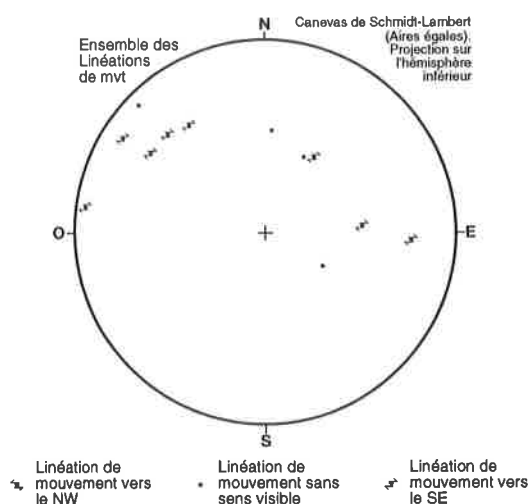 N
Canevas de Schmidt-Lambert
(Aires égales).
Projection sur
l'hémisphère
inférieur
Ensemble des
Linéations
de mvt
O
E
S
Linéation de
mouvement vers
le NW
Linéation de
mouvement sans
sens visible
Linéation de
mouvement vers
le SE